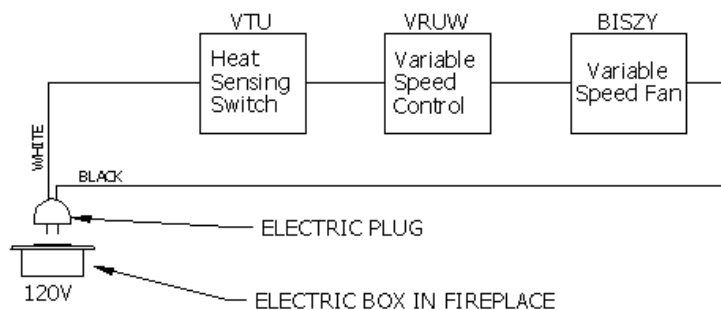 VTU
VRUW
BISZY
Heat
Sensing
Switch
Variable
Speed
Control
Variable
Speed Fan
WHITE
BLACK
ELECTRIC PLUG
120V
ELECTRIC BOX IN FIREPLACE